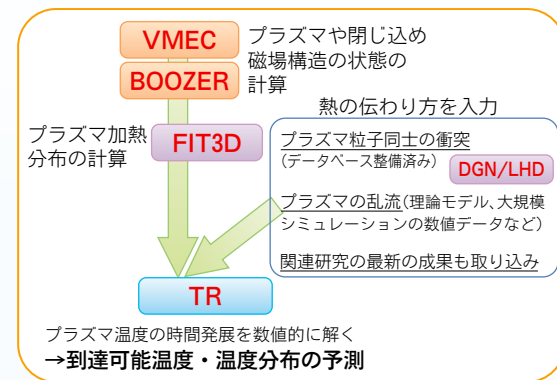 VMEC
BOOZER
プラズマや閉じ込め
磁場構造の状態の
計算
プラズマ加熱
分布の計算
FIT3D
熱の伝わり方を入力
プラズマ粒子同士の衝突
(データベース整備済み)
DGN/LHD
プラズマの乱流(理論モデル、大規模
シミュレーションの数値データなど)
関連研究の最新の成果も取り込み
TR
プラズマ温度の時間発展を数値的に解く
→到達可能温度・温度分布の予測